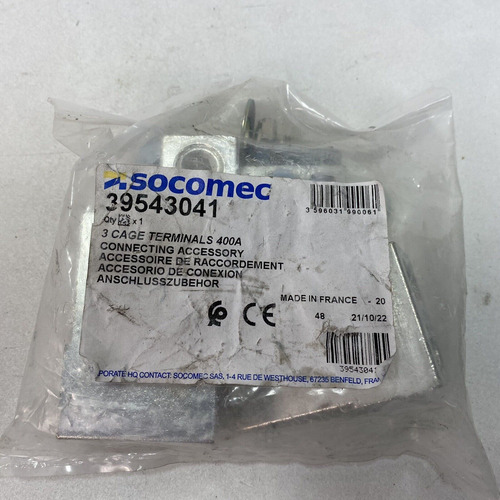 socomec
39543041
Qty x 1
3 CAGE TERMINALS 400A
CONNECTING ACCESSORY
ACCESSOIRE DE RACCORDEMENT
ACCESORIO DE CONEXION
ANSCHLUSSZUBEHOR
3 596031 990061
MADE IN FRANCE - 20
48 21/10/22
CE
39543041
PORATE HQ CONTACT: SOCOMEC SAS, 1-4 RUE DE WESTHOUSE, 67235 BENFELD, FRAN